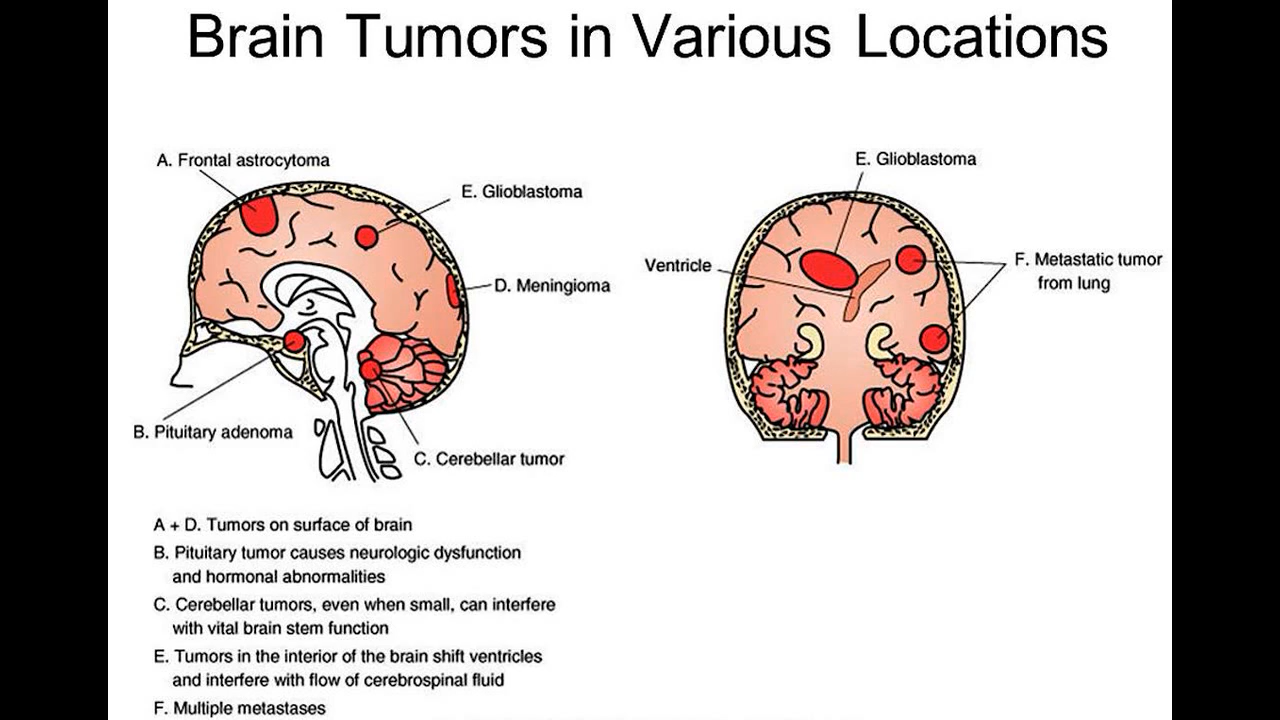 Brain Tumors in Various Locations
A. Frontal astrocytoma
E. Glioblastoma
D. Meningioma
B. Pituitary adenoma
C. Cerebellar tumor
E. Glioblastoma
Ventricle
F. Metastatic tumor
from lung
A + D. Tumors on surface of brain
B. Pituitary tumor causes neurologic dysfunction
and hormonal abnormalities
C. Cerebellar tumors, even when small, can interfere
with vital brain stem function
E. Tumors in the interior of the brain shift ventricles
and interfere with flow of cerebrospinal fluid
F. Multiple metastases